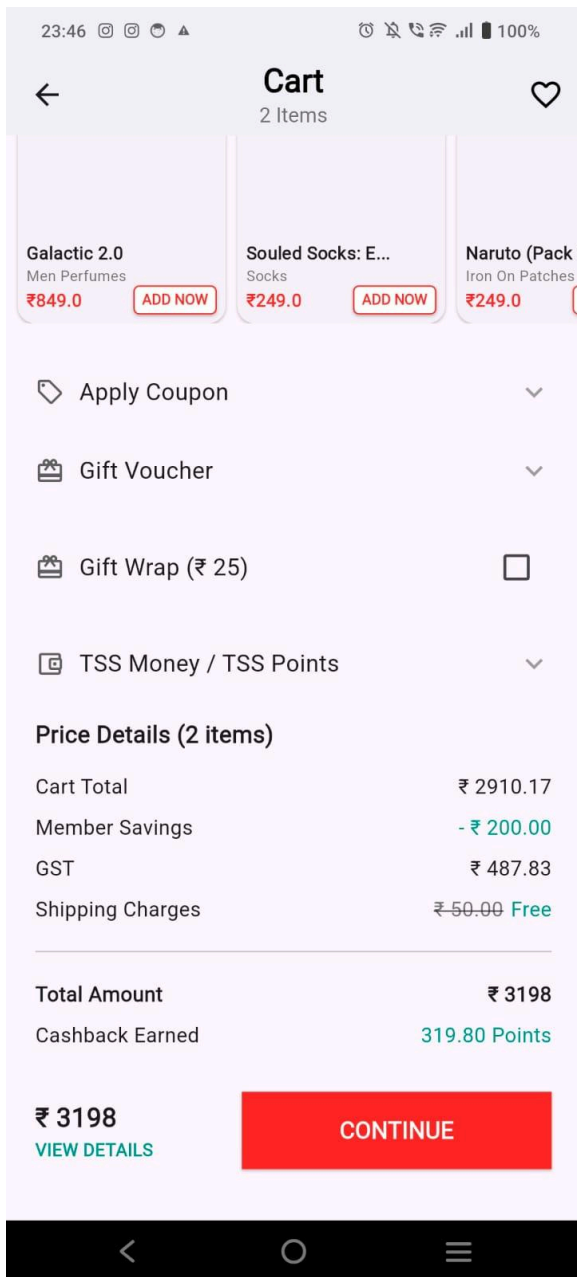 23:46 100%
Cart
2 Items
Galactic 2.0 Souled Socks: E... Naruto (Pack
Men Perfumes Socks Iron On Patches
₹849.0 ADD NOW ₹249.0 ADD NOW ₹249.0
Apply Coupon
Gift Voucher
Gift Wrap (₹ 25)
TSS Money / TSS Points
Price Details (2 items)
Cart Total ₹ 2910.17
Member Savings - ₹ 200.00
GST ₹ 487.83
Shipping Charges ₹ 50.00 Free
Total Amount ₹ 3198
Cashback Earned 319.80 Points
₹ 3198 CONTINUE
VIEW DETAILS